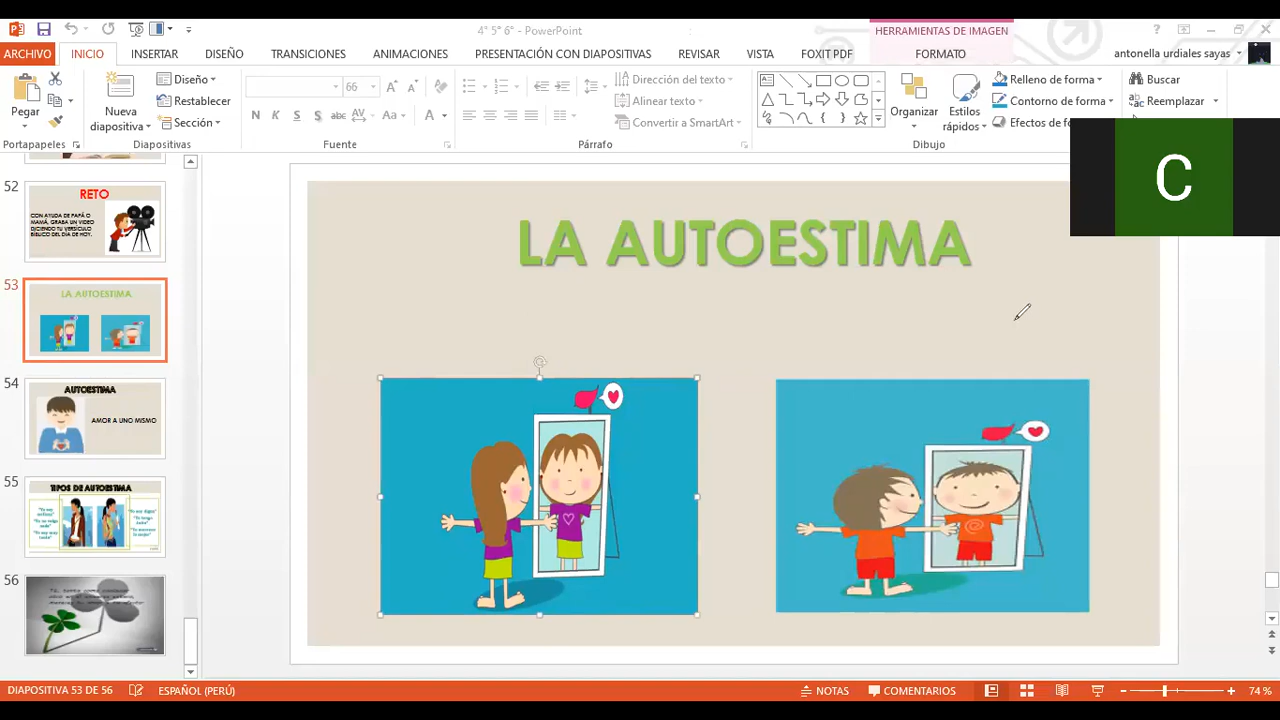 4° 5° 6° - PowerPoint
HERRAMIENTAS DE IMAGEN
ARCHIVO INICIO INSERTAR DISEÑO TRANSICIONES ANIMACIONES PRESENTACIÓN CON DIAPOSITIVAS REVISAR VISTA FOXIT PDF FORMATO
antonella urdiales sayas
Pegar
Nueva diapositiva
Diseño
Restablecer
Sección
66
N K S S abc AV Aa A
Dirección del texto
Alinear texto
Convertir a SmartArt
Organizar
Estilos rápidos
Relleno de forma
Contorno de forma
Efectos de fo
Buscar
Reemplazar
Portapapeles Diapositivas Fuente Párrafo Dibujo
C
52
RETO
CON AYUDA DE PAPÁ O
MAMÁ, GRABA UN VIDEO
DICIENDO TU VERSÍCULO
BÍBLICO DEL DIA DE HOY.
53
LA AUTOESTIMA
54
AUTOESTIMA
AMOR A UNO MISMO
55
TIPOS DE AUTOESTIMA
56
LA AUTOESTIMA
DIAPOSITIVA 53 DE 56 ESPAÑOL (PERÚ) NOTAS COMENTARIOS 74 %